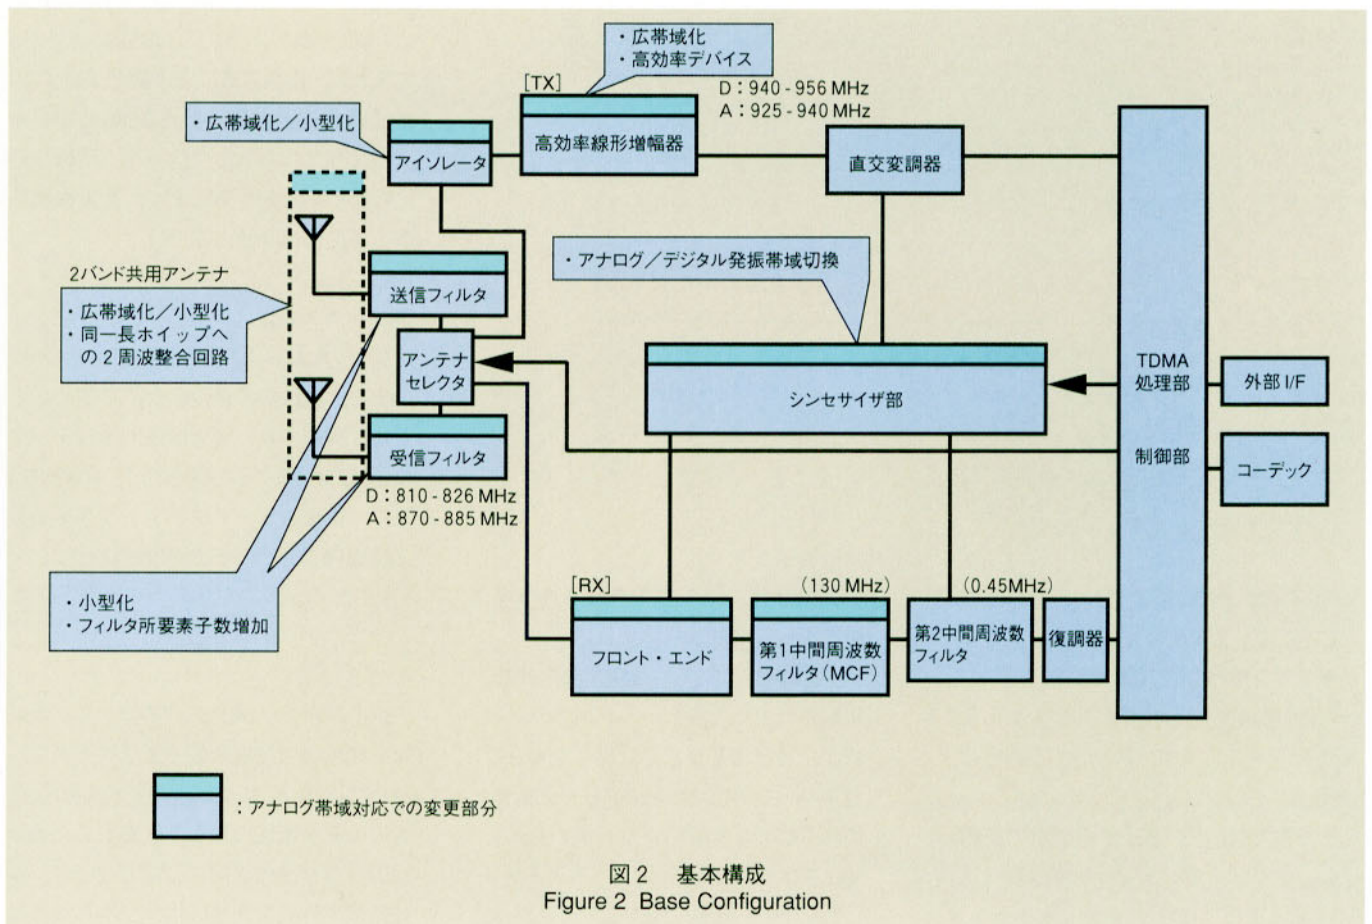 ・広帯域化
・高効率デバイス
[TX]
D：940 - 956 MHz
A：925 - 940 MHz
・広帯域化／小型化
アイソレータ
高効率線形増幅器
直交変調器
・アナログ／デジタル発振帯域切換
2バンド共用アンテナ
・広帯域化／小型化
・同一長ホイップへ
の２周波整合回路
送信フィルタ
アンテナ
セレクタ
受信フィルタ
D：810 - 826 MHz
A：870 - 885 MHz
シンセサイザ部
TDMA
処理部
制御部
外部 I/F
コーデック
・小型化
・フィルタ所要素子数増加
[RX]
(130 MHz)
(0.45MHz)
フロント・エンド
第1中間周波数
フィルタ(MCF)
第2中間周波数
フィルタ
復調器
：アナログ帯域対応での変更部分
図２　基本構成
Figure 2 Base Configuration